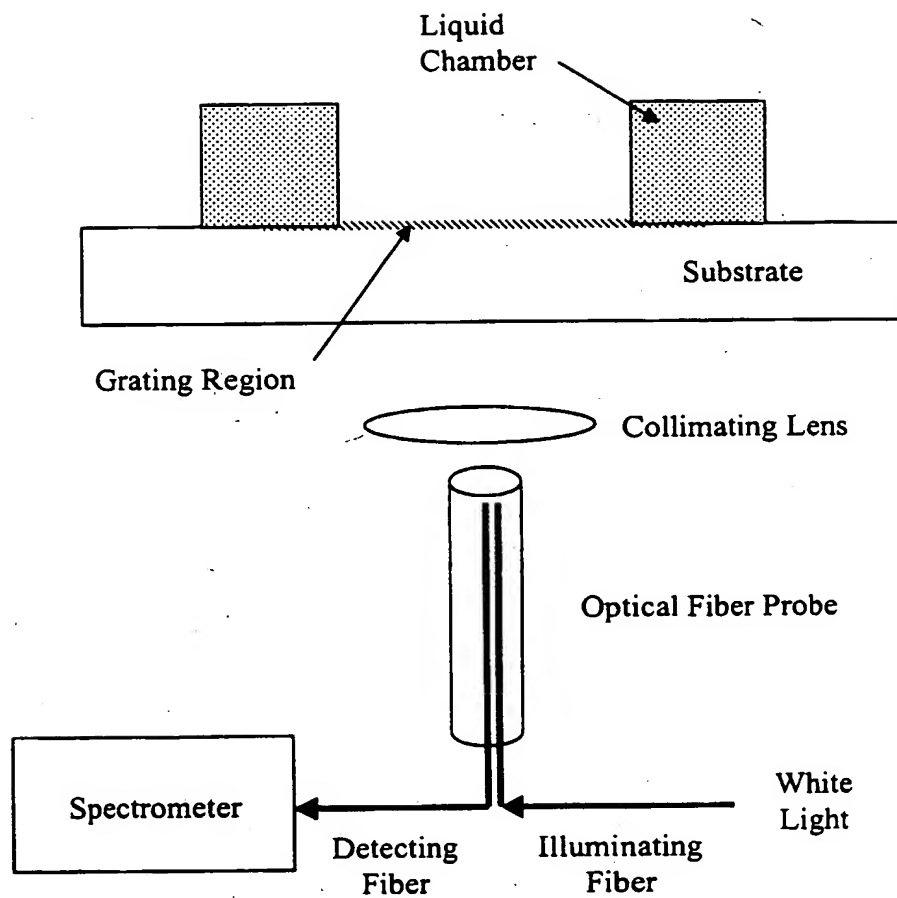 Liquid
Chamber
Substrate
Grating Region
Collimating Lens
Optical Fiber Probe
Spectrometer
White
Light
Detecting
Fiber
Illuminating
Fiber